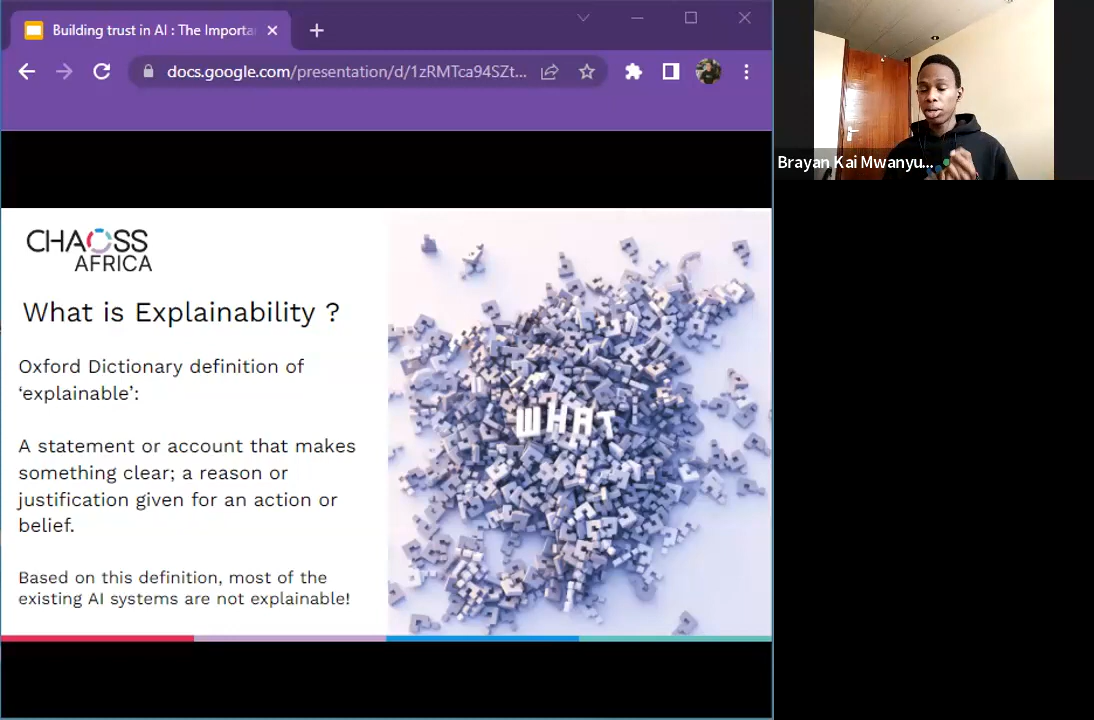 Building trust in AI : The Importa
docs.google.com/presentation/d/1zRMTca94SZt...
Brayan Kai Mwanyu...
CHAOSS
AFRICA
What is Explainability ?
Oxford Dictionary definition of
‘explainable’:
A statement or account that makes
something clear; a reason or
justification given for an action or
belief.
Based on this definition, most of the
existing AI systems are not explainable!
WHAT